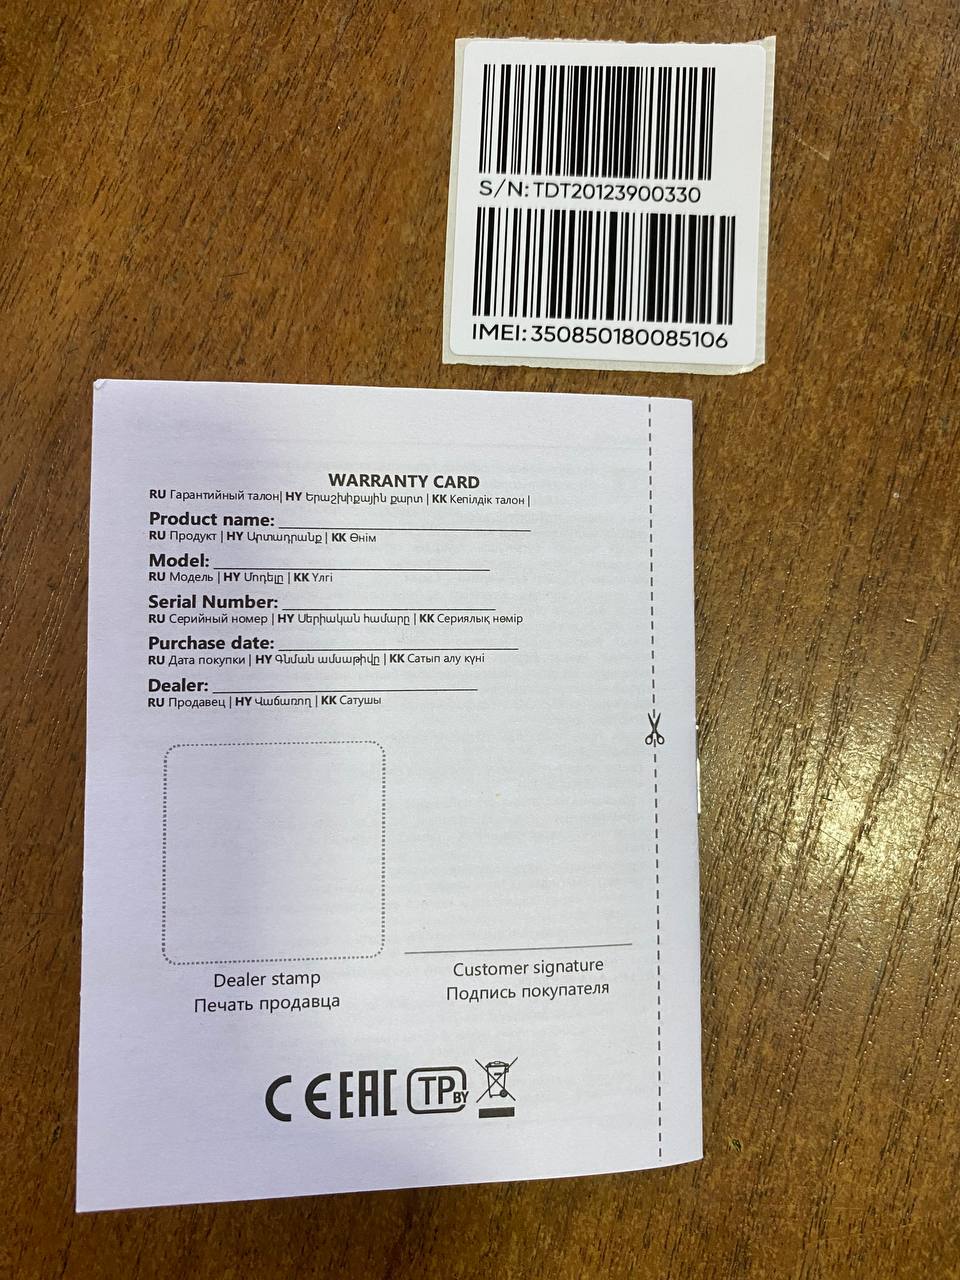 S/N: TDT20123900330
IMEI: 350850180085106
WARRANTY CARD
RU Гарантийный талон| HY Երաշխիքային քարտ | KK Кепілдік талон |
Product name:
RU Продукт | HY Արտադրանք | KK Өнім
Model:
RU Модель | HY Մոդելը | KK Үлгі
Serial Number:
RU Серийный номер | HY Սերիական համարը | KK Сериялық нөмір
Purchase date:
RU Дата покупки | HY Գնման ամսաթիվը | KK Сатып алу күні
Dealer:
RU Продавец | HY Վաճառող | KK Сатушы
Dealer stamp
Печать продавца
Customer signature
Подпись покупателя
CE EAC TP BY